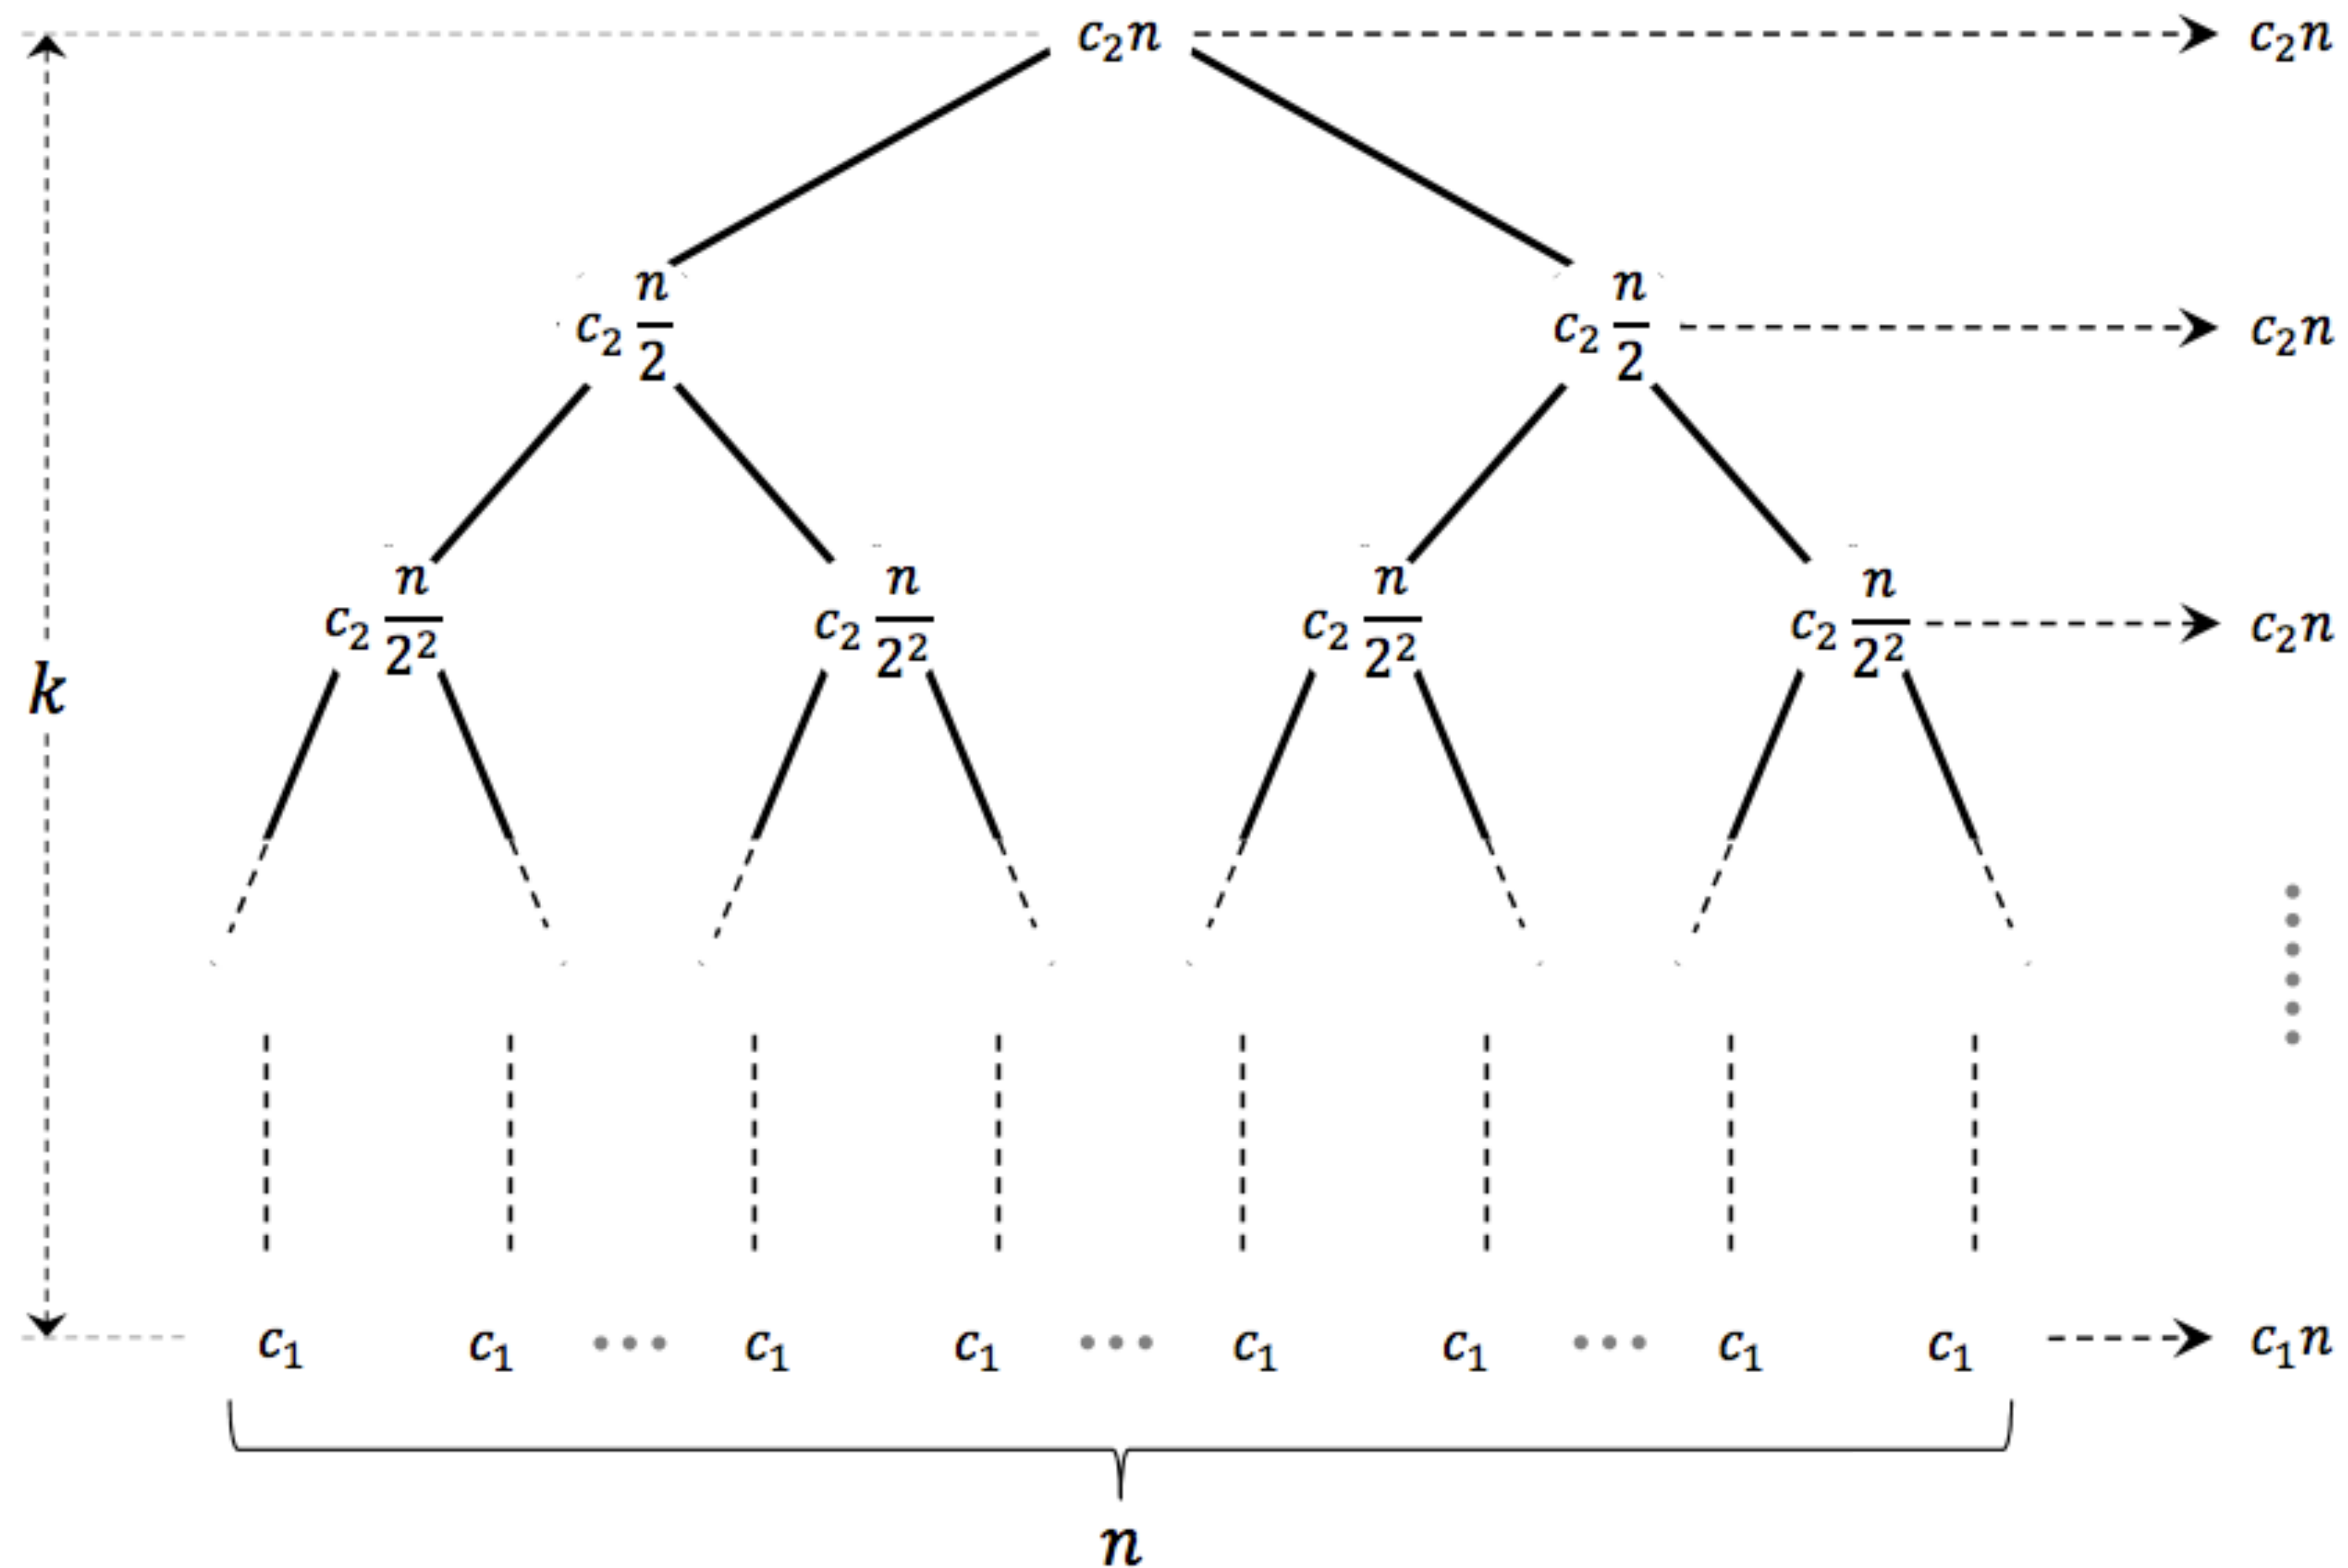 c₂n c₂n
c₂ n/2 c₂ n/2 c₂n
c₂ n/2² c₂ n/2² c₂ n/2² c₂ n/2² c₂n
k
c₁ c₁ ••• c₁ c₁ ••• c₁ c₁ ••• c₁ c₁ c₁n
n